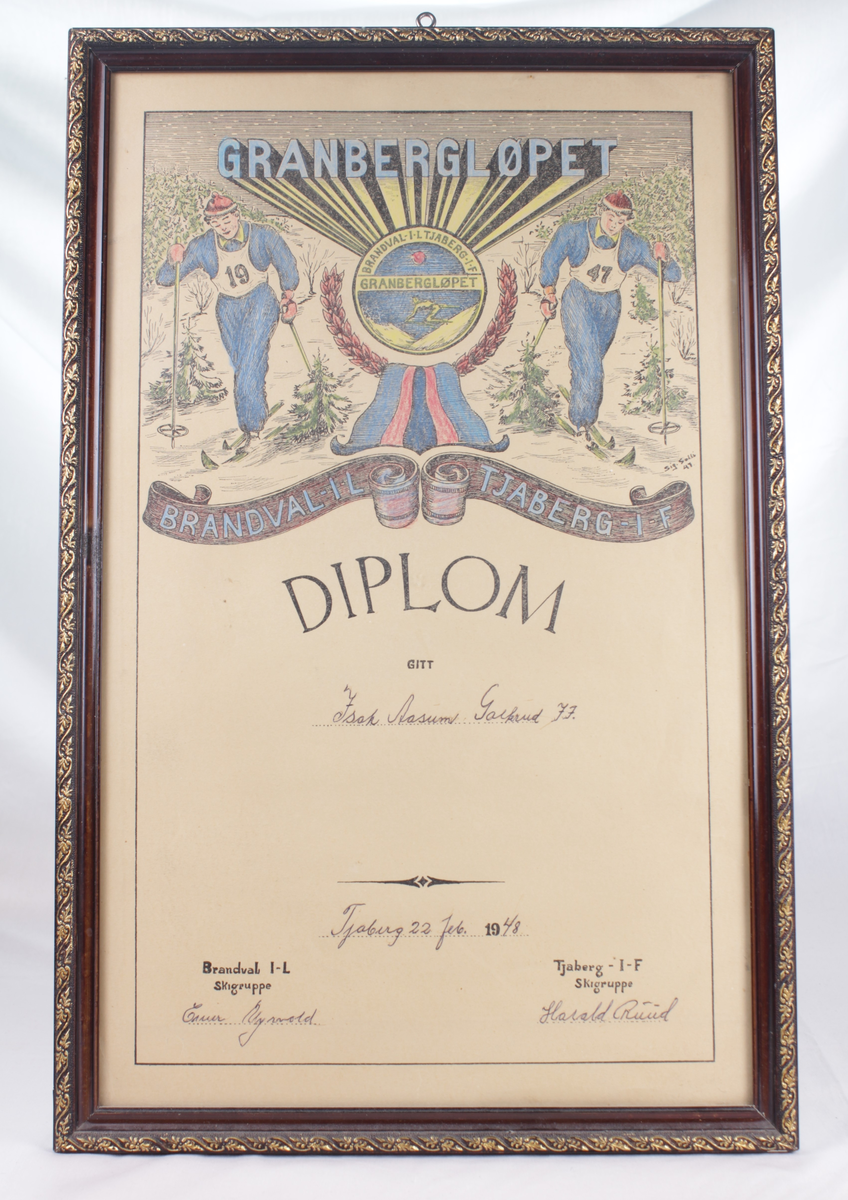 GRANBERGLØPET
BRANDVAL-I-L TJABERG-I-F
GRANBERGLØPET
19
47
BRANDVAL-IL
TJABERG-I-F
DIPLOM
GITT
Isak Aasum Galterud I.F.
Tjaberg 22 feb. 1948
Brandval I-L
Skigruppe
Tjaberg-I-F
Skigruppe
Harald Ruud